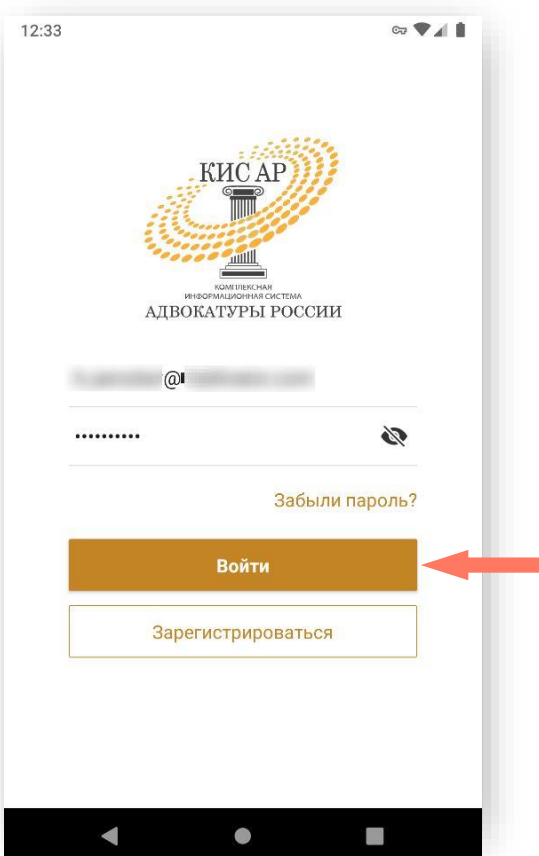 12:33
КИС АР
КОМПЛЕКСНАЯ
ИНФОРМАЦИОННАЯ СИСТЕМА
АДВОКАТУРЫ РОССИИ
@
••••••••••
Забыли пароль?
Войти
Зарегистрироваться